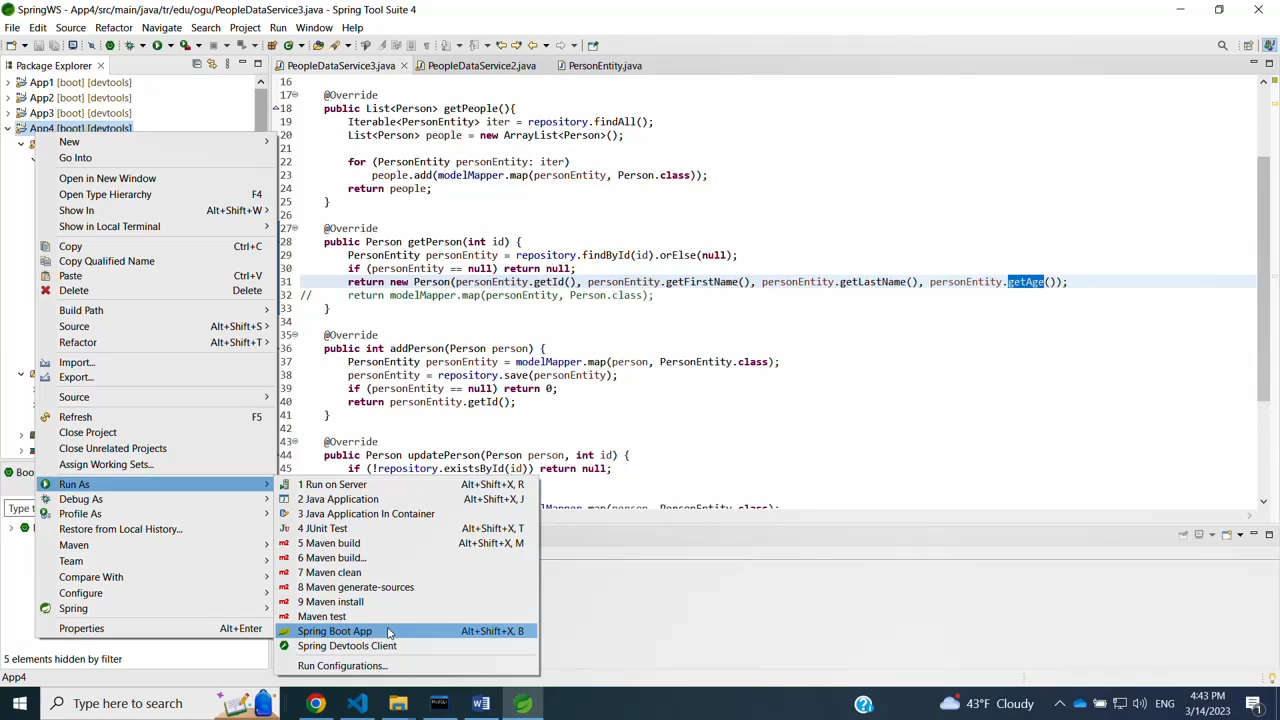 SpringWS - App4/src/main/java/tr/edu/ogu/PeopleDataService3.java - Spring Tool Suite 4
File Edit Source Refactor Navigate Search Project Run Window Help
Package Explorer
PeopleDataService3.java PeopleDataService2.java PersonEntity.java
App1 [boot] [devtools]
App2 [boot] [devtools]
App3 [boot] [devtools]
App4 [boot] [devtools]
New
Go Into
Open in New Window
Open Type Hierarchy F4
Show In Alt+Shift+W
Show in Local Terminal
Copy Ctrl+C
Copy Qualified Name
Paste Ctrl+V
Delete Delete
Build Path
Source Alt+Shift+S
Refactor Alt+Shift+T
Import...
Export...
Source
Refresh F5
Close Project
Close Unrelated Projects
Assign Working Sets...
Run As
Debug As
Profile As
Restore from Local History...
Maven
Team
Compare With
Configure
Spring
Properties Alt+Enter
1 Run on Server Alt+Shift+X, R
2 Java Application Alt+Shift+X, J
3 Java Application In Container
4 JUnit Test Alt+Shift+X, T
5 Maven build Alt+Shift+X, M
6 Maven build...
7 Maven clean
8 Maven generate-sources
9 Maven install
Maven test
Spring Boot App Alt+Shift+X, B
Spring Devtools Client
Run Configurations...
16
17 @Override
18 public List<Person> getPeople(){
19 Iterable<PersonEntity> iter = repository.findAll();
20 List<Person> people = new ArrayList<Person>();
21
22 for (PersonEntity personEntity: iter)
23 people.add(modelMapper.map(personEntity, Person.class));
24 return people;
25 }
26
27 @Override
28 public Person getPerson(int id) {
29 PersonEntity personEntity = repository.findById(id).orElse(null);
30 if (personEntity == null) return null;
31 return new Person(personEntity.getId(), personEntity.getFirstName(), personEntity.getLastName(), personEntity.getAge());
32 // return modelMapper.map(personEntity, Person.class);
33 }
34
35 @Override
36 public int addPerson(Person person) {
37 PersonEntity personEntity = modelMapper.map(person, PersonEntity.class);
38 personEntity = repository.save(personEntity);
39 if (personEntity == null) return 0;
40 return personEntity.getId();
41 }
42
43 @Override
44 public Person updatePerson(Person person, int id) {
45 if (!repository.existsById(id)) return null;
Boo
Type t
5 elements hidden by filter
App4
Type here to search
43°F Cloudy
ENG
4:43 PM
3/14/2023
1